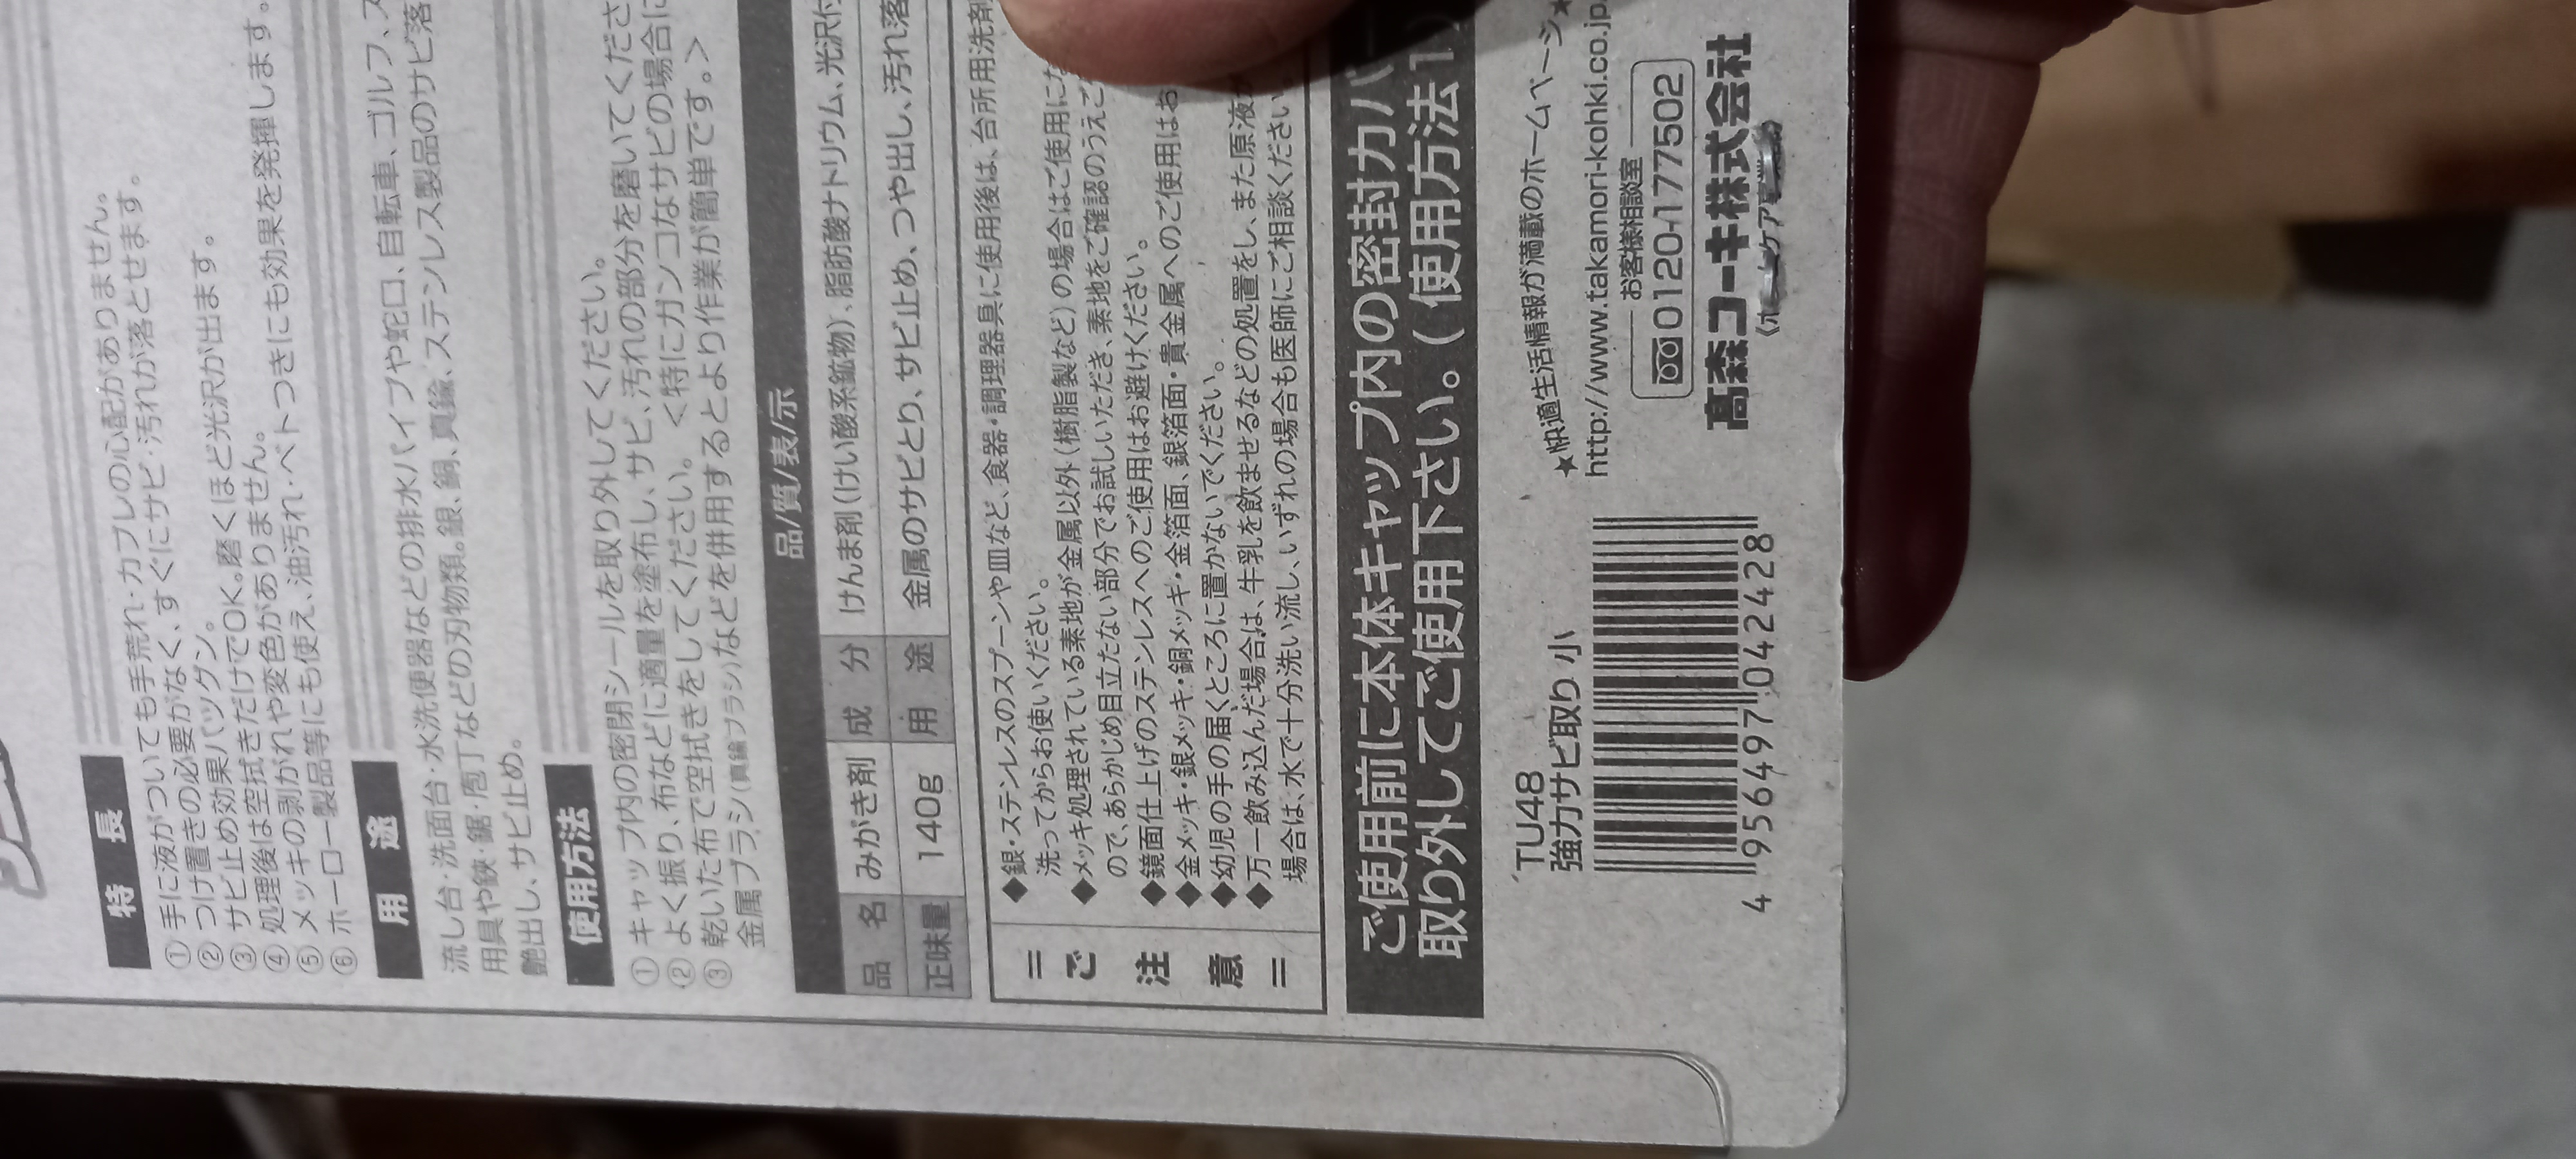 特長
①手に液がついても手荒れ・カブレの心配がありません。
②つけ置きの必要がなく、すぐにサビ・汚れが落とせます。
③サビ止め効果バツグン。
④処理後は空拭きだけでOK。磨くほど光沢が出ます。
⑤メッキの剥がれや変色がありません。
⑥ホーロー製品等にも使え、油汚れ・ベトつきにも効果を発揮します。
用途
流し台・洗面台・水洗便器などの排水パイプや蛇口、自転車、ゴルフ、ス
用具や鋏・鋸・庖丁などの刃物類。銀、銅、真鍮、ステンレス製品のサビ落
艶出し、サビ止め。
使用方法
①キャップ内の密閉シールを取り外してください。
②よく振り、布などに適量を塗布し、サビ、汚れの部分を磨いてくださ
③乾いた布で空拭きをしてください。<特にガンコなサビの場合に
金属ブラシ(真鍮ブラシ)などを併用するとより作業が簡単です。>
品/質/表/示
品名 みがき剤 成分 けんま剤(けい酸系鉱物)、脂肪酸ナトリウム、光沢付
正味量 140g 用途 金属のサビとり、サビ止め、つや出し、汚れ落
=ご注意=
◆銀・ステンレスのスプーンや皿など、食器・調理器具に使用後は、台所用洗剤
洗ってからお使いください。
◆メッキ処理されている素地が金属以外(樹脂製など)の場合はご使用にな
ので、あらかじめ目立たない部分でお試しいただき、素地をご確認のうえご
◆鏡面仕上げのステンレスへのご使用はお避けください。
◆金メッキ・銀メッキ・銅メッキ・金箔面、銀箔面・貴金属へのご使用はお
◆幼児の手の届くところに置かないでください。
◆万一飲み込んだ場合は、牛乳を飲ませるなどの処置をし、また原液が
場合は、水で十分洗い流し、いずれの場合も医師にご相談ください。
ご使用前に本体キャップ内の密封カバ
取り外してご使用下さい。(使用方法1
TU48
強力サビ取り 小
4 956497 042428
★快適生活情報が満載のホームページ★
http://www.takamori-kohki.co.jp
お客様相談室
0120-177502
髙森コーキ株式会社